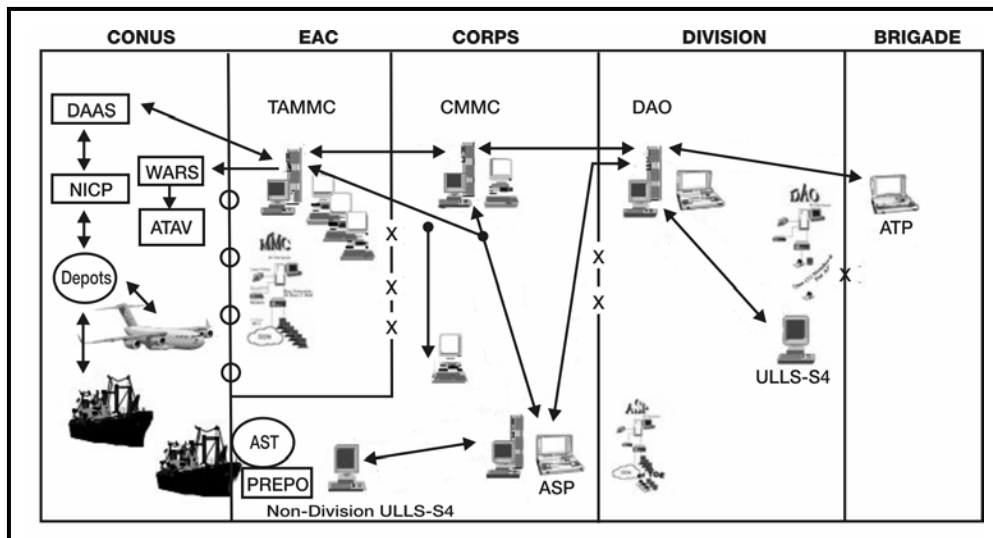 CONUS
EAC
CORPS
DIVISION
BRIGADE
TAMMC
CMMC
DAO
DAAS
WARS
NICP
ATAV
ATP
X
X
X
X
X
X
DAO
MMC
Depots
ULLS-S4
AST
PREPO
ASP
Non-Division ULLS-S4